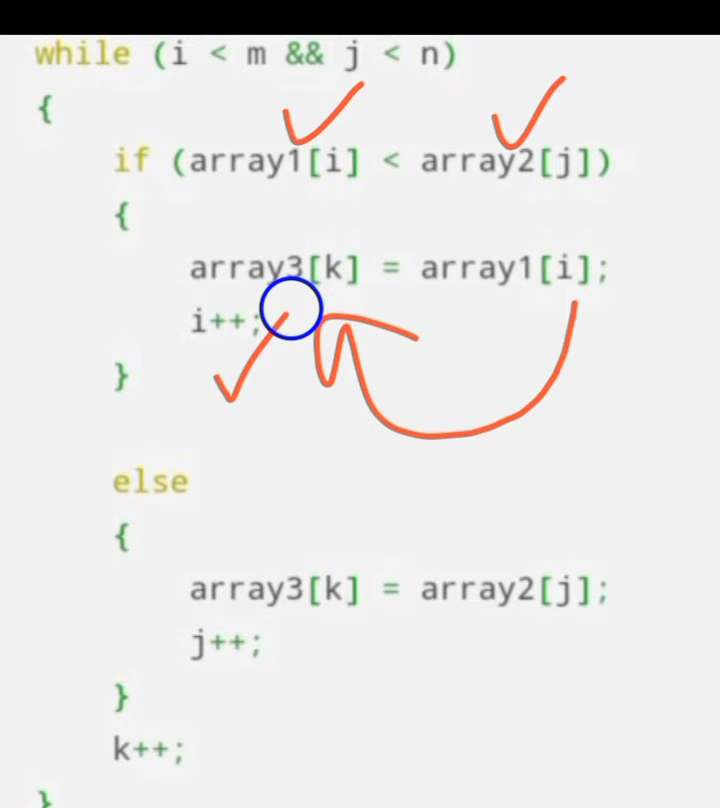 while (i < m && j < n)
{
if (array1[i] < array2[j])
{
array3[k] = array1[i];
i++;
}
else
{
array3[k] = array2[j];
j++;
}
k++;
}